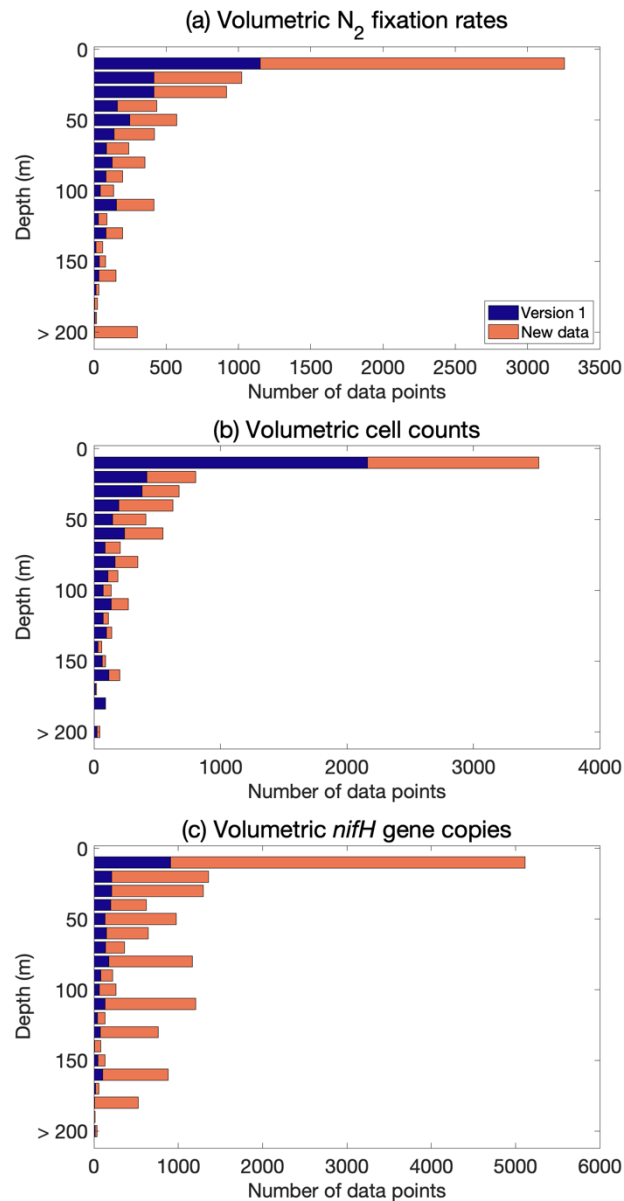 (a) Volumetric N₂ fixation rates
0
50
100
150
> 200
Depth (m)
Version 1
New data
0 500 1000 1500 2000 2500 3000 3500
Number of data points
(b) Volumetric cell counts
0
50
100
150
> 200
Depth (m)
0 1000 2000 3000 4000
Number of data points
(c) Volumetric nifH gene copies
0
50
100
150
> 200
Depth (m)
0 1000 2000 3000 4000 5000 6000
Number of data points